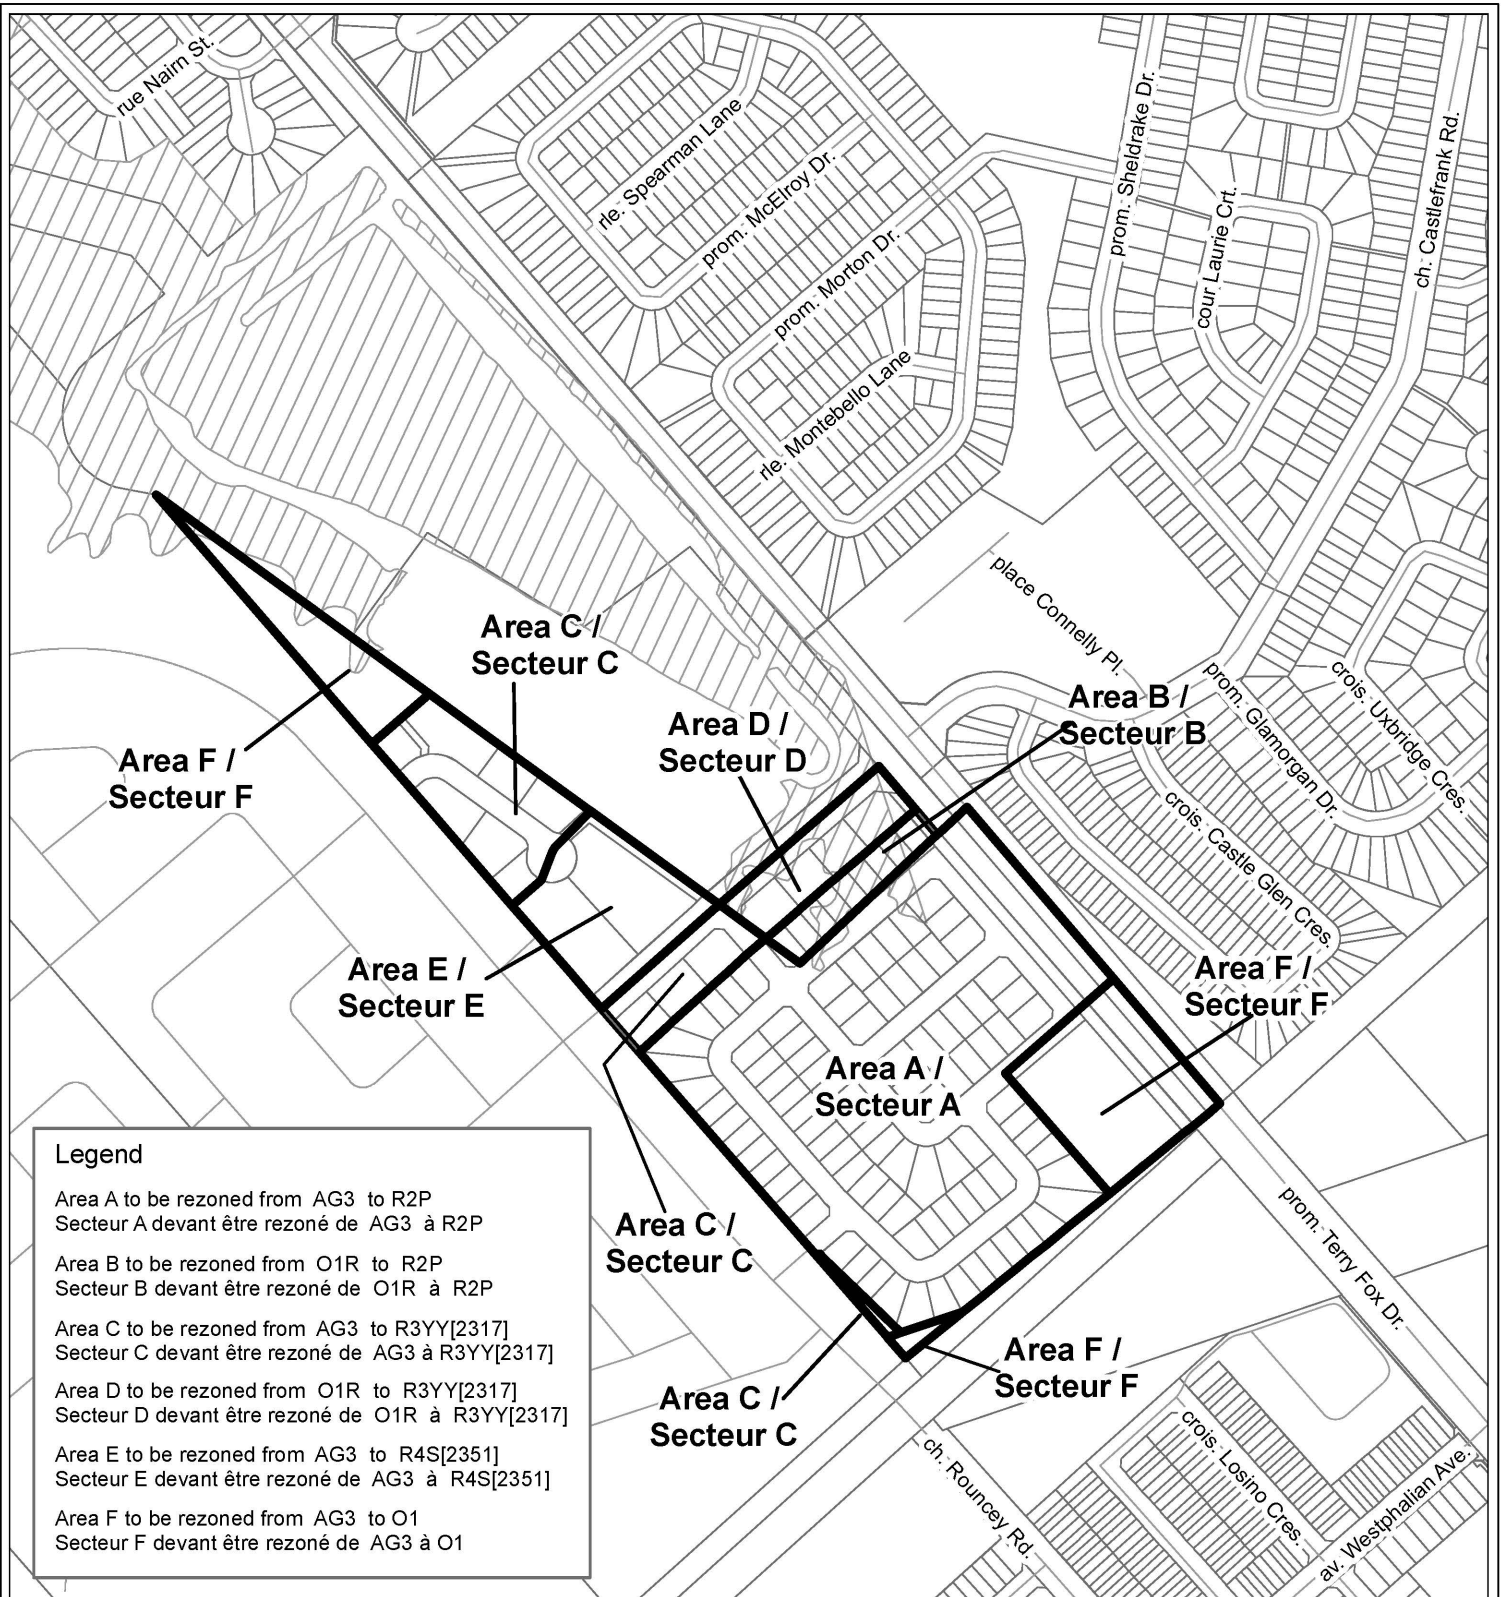 rue Nairn St.
rle. Spearman Lane
prom. McElroy Dr.
prom. Morton Dr.
rle. Montebello Lane
prom. Sheldrake Dr.
cour Laurie Crt.
ch. Castlefrank Rd.
place Connelly Pl.
prom. Glamorgan Dr.
crois. Uxbridge Cres.
crois. Castle Glen Cres.
Area C /
Secteur C
Area B /
Secteur B
Area D /
Secteur D
Area F /
Secteur F
Area E /
Secteur E
Area F /
Secteur F
Area A /
Secteur A
Area C /
Secteur C
Area F /
Secteur F
Area C /
Secteur C
prom. Terry Fox Dr.
ch. Rouncey Rd.
crois. Losino Cres.
av. Westphalian Ave.
Legend
Area A to be rezoned from AG3 to R2P
Secteur A devant être rezoné de AG3 à R2P
Area B to be rezoned from O1R to R2P
Secteur B devant être rezoné de O1R à R2P
Area C to be rezoned from AG3 to R3YY[2317]
Secteur C devant être rezoné de AG3 à R3YY[2317]
Area D to be rezoned from O1R to R3YY[2317]
Secteur D devant être rezoné de O1R à R3YY[2317]
Area E to be rezoned from AG3 to R4S[2351]
Secteur E devant être rezoné de AG3 à R4S[2351]
Area F to be rezoned from AG3 to O1
Secteur F devant être rezoné de AG3 à O1